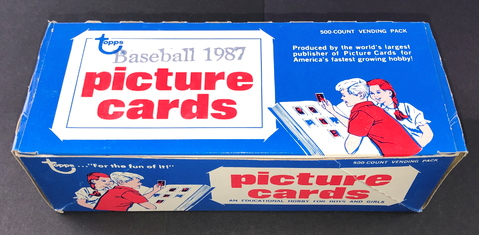 topps
Baseball 1987
picture
cards
500-COUNT VENDING PACK
Produced by the world's largest
publisher of Picture Cards for
America's fastest growing hobby!
topps..."For the fun of it!"
500-COUNT VENDING PACK
picture
cards
AN EDUCATIONAL HOBBY FOR BOYS AND GIRLS